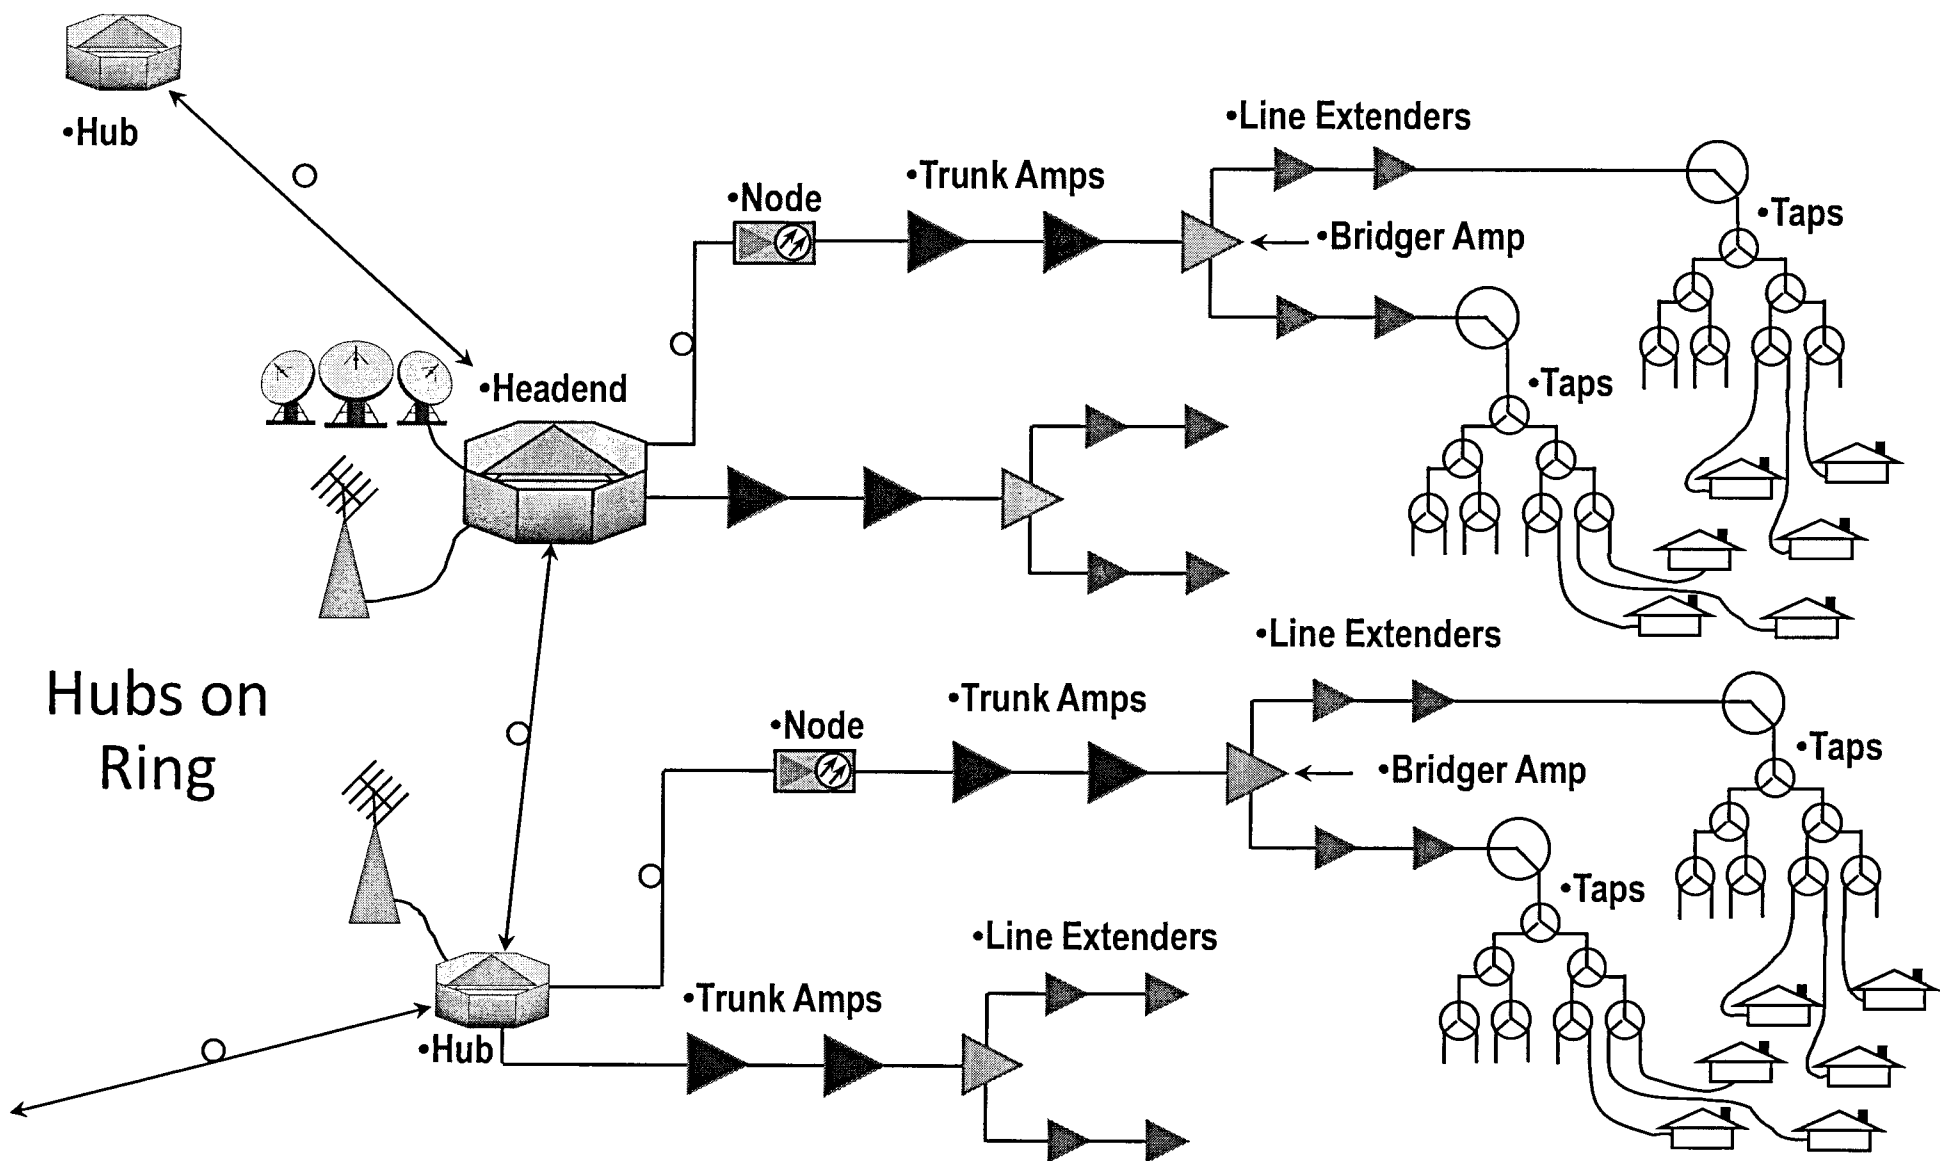 •Hub
•Line Extenders
•Trunk Amps
•Node
•Taps
•Bridger Amp
•Headend
•Taps
•Line Extenders
Hubs on
Ring
•Trunk Amps
•Node
•Taps
•Bridger Amp
•Taps
•Line Extenders
•Trunk Amps
•Hub